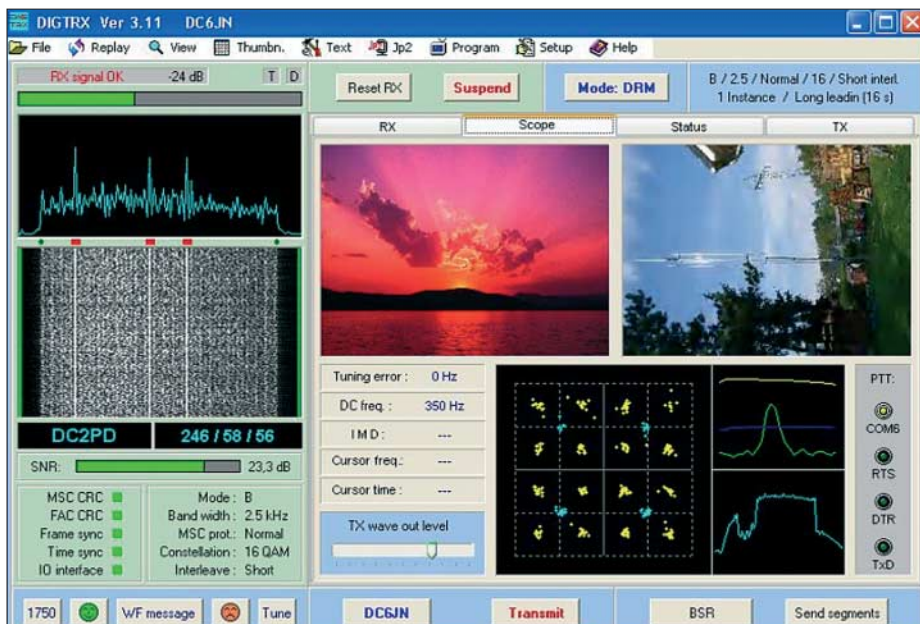 DIGTRX Ver 3.11 DC6JN
File Replay View Thumbn. Text Jp2 Program Setup Help
RX signal OK -24 dB T D
Reset RX Suspend Mode: DRM
B / 2.5 / Normal / 16 / Short interl.
1 Instance / Long leadin (16 s)
RX Scope Status TX
Tuning error : 0 Hz
DC freq. : 350 Hz
I M D : ---
Cursor freq.: ---
Cursor time : ---
TX wave out level
PTT:
COM6
RTS
DTR
TxD
DC2PD 246 / 58 / 56
SNR: 23,3 dB
MSC CRC
FAC CRC
Frame sync
Time sync
IO interface
Mode : B
Band width : 2.5 kHz
MSC prot.: Normal
Constellation : 16 QAM
Interleave : Short
1750 WF message Tune DC6JN Transmit BSR Send segments